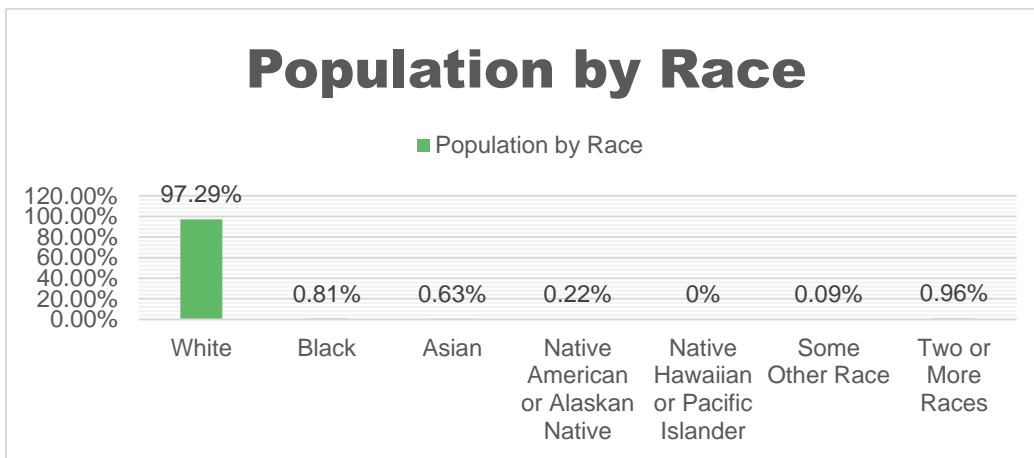 Population by Race
Population by Race
120.00%
100.00%
80.00%
60.00%
40.00%
20.00%
0.00%
97.29%
0.81%
0.63%
0.22%
0%
0.09%
0.96%
White
Black
Asian
Native
American
or Alaskan
Native
Native
Hawaiian
or Pacific
Islander
Some
Other Race
Two or
More
Races